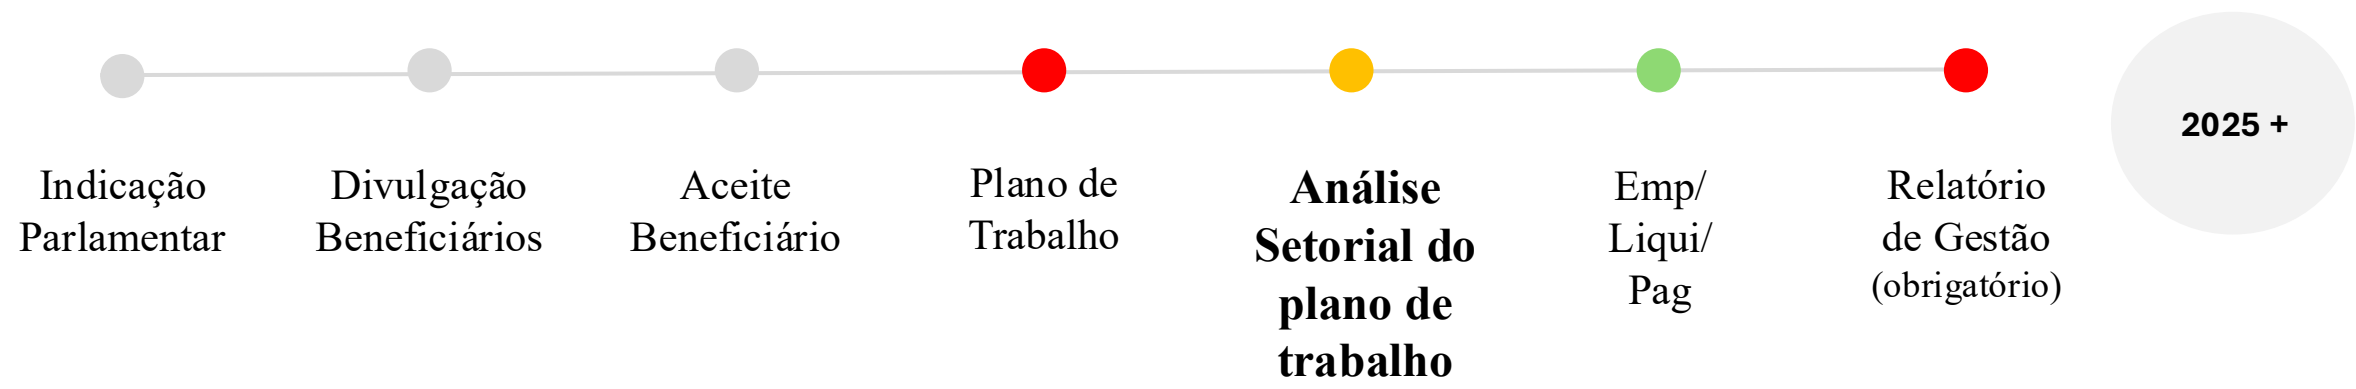 Indicação
Parlamentar
Divulgação
Beneficiários
Aceite
Beneficiário
Plano de
Trabalho
Análise
Setorial do
plano de
trabalho
Emp/
Liqui/
Pag
Relatório
de Gestão
(obrigatório)
2025 +